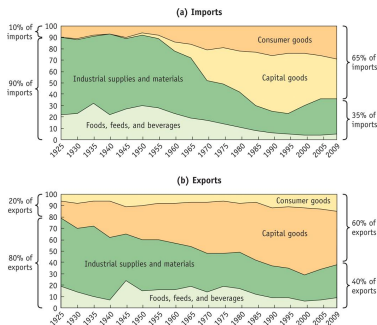 (a) Imports
10% of
imports
90% of
imports
100
90
80
70
60
50
40
30
20
10
0
Consumer goods
Capital goods
Industrial supplies and materials
Foods, feeds, and beverages
65% of
imports
35% of
imports
1925
1930
1935
1940
1945
1950
1955
1960
1965
1970
1975
1980
1985
1990
1995
2000
2005
2009
(b) Exports
20% of
exports
80% of
exports
100
90
80
70
60
50
40
30
20
10
0
Consumer goods
Capital goods
Industrial supplies and materials
Foods, feeds, and beverages
60% of
exports
40% of
exports
1925
1930
1935
1940
1945
1950
1955
1960
1965
1970
1975
1980
1985
1990
1995
2000
2005
2009